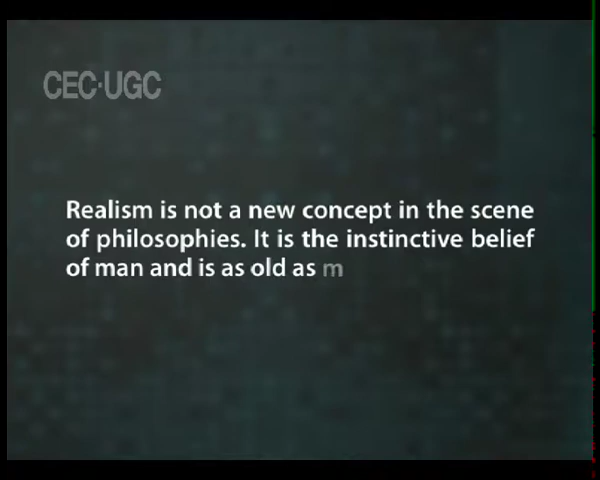 CEC-UGC
Realism is not a new concept in the scene
of philosophies. It is the instinctive belief
of man and is as old as m